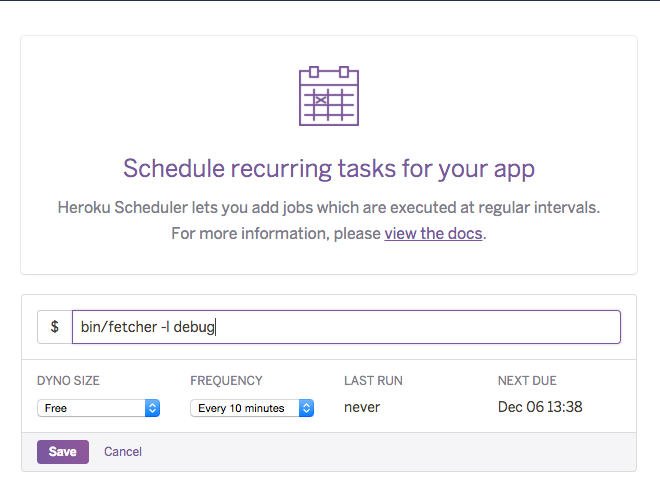 Schedule recurring tasks for your app
Heroku Scheduler lets you add jobs which are executed at regular intervals.
For more information, please view the docs.
$ bin/fetcher -l debug
DYNO SIZE FREQUENCY LAST RUN NEXT DUE
Free Every 10 minutes never Dec 06 13:38
Save Cancel